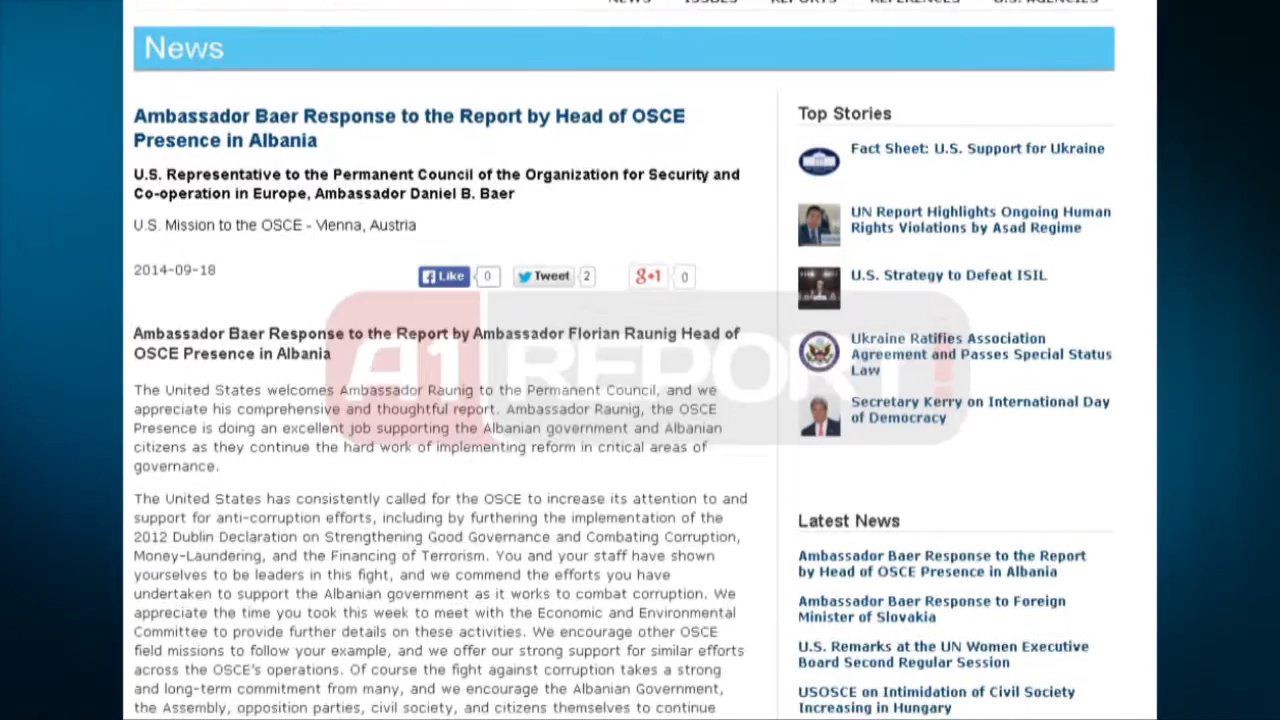 NEWS ISSUES REPORTS REFERENCES U.S. AGENCIES
News
Ambassador Baer Response to the Report by Head of OSCE
Presence in Albania
U.S. Representative to the Permanent Council of the Organization for Security and
Co-operation in Europe, Ambassador Daniel B. Baer
U.S. Mission to the OSCE - Vienna, Austria
2014-09-18
Like 0 Tweet 2 g+1 0
Ambassador Baer Response to the Report by Ambassador Florian Raunig Head of
OSCE Presence in Albania
The United States welcomes Ambassador Raunig to the Permanent Council, and we
appreciate his comprehensive and thoughtful report. Ambassador Raunig, the OSCE
Presence is doing an excellent job supporting the Albanian government and Albanian
citizens as they continue the hard work of implementing reform in critical areas of
governance.
The United States has consistently called for the OSCE to increase its attention to and
support for anti-corruption efforts, including by furthering the implementation of the
2012 Dublin Declaration on Strengthening Good Governance and Combating Corruption,
Money-Laundering, and the Financing of Terrorism. You and your staff have shown
yourselves to be leaders in this fight, and we commend the efforts you have
undertaken to support the Albanian government as it works to combat corruption. We
appreciate the time you took this week to meet with the Economic and Environmental
Committee to provide further details on these activities. We encourage other OSCE
field missions to follow your example, and we offer our strong support for similar efforts
across the OSCE's operations. Of course the fight against corruption takes a strong
and long-term commitment from many, and we encourage the Albanian Government,
the Assembly, opposition parties, civil society, and citizens themselves to continue
A1 REPORT!
Top Stories
Fact Sheet: U.S. Support for Ukraine
UN Report Highlights Ongoing Human
Rights Violations by Asad Regime
U.S. Strategy to Defeat ISIL
Ukraine Ratifies Association
Agreement and Passes Special Status
Law
Secretary Kerry on International Day
of Democracy
Latest News
Ambassador Baer Response to the Report
by Head of OSCE Presence in Albania
Ambassador Baer Response to Foreign
Minister of Slovakia
U.S. Remarks at the UN Women Executive
Board Second Regular Session
USOSCE on Intimidation of Civil Society
Increasing in Hungary